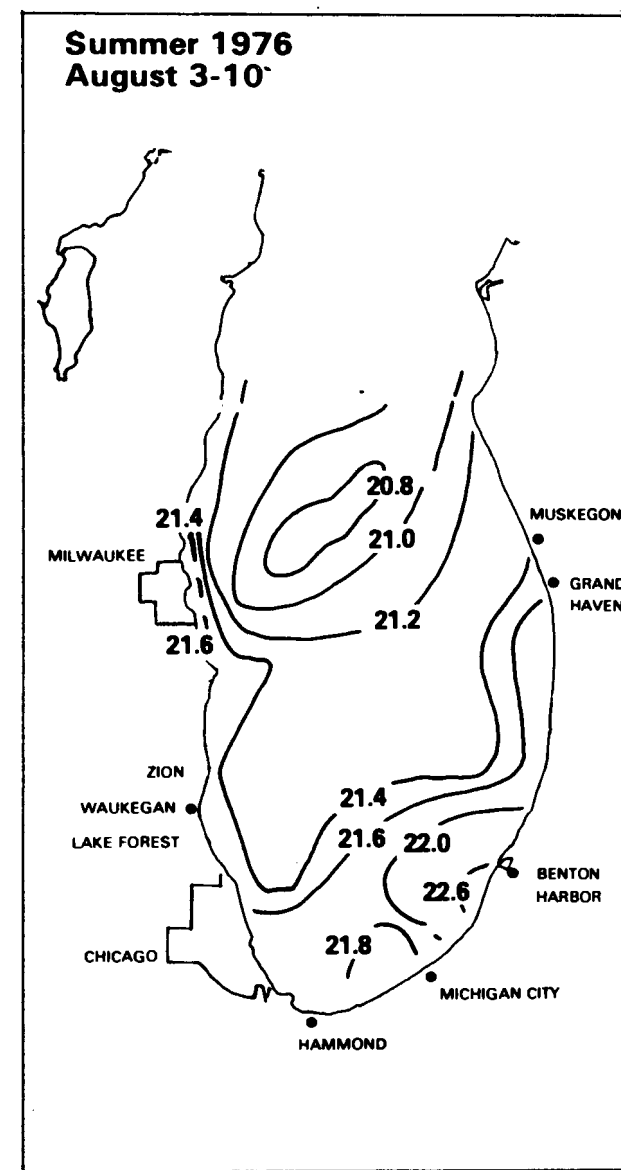 Summer 1976
August 3-10
20.8
21.4
MUSKEGON
21.0
MILWAUKEE
GRAND
HAVEN
21.2
21.6
ZION
21.4
WAUKEGAN
21.6
22.0
LAKE FOREST
BENTON
HARBOR
22.6
21.8
CHICAGO
MICHIGAN CITY
HAMMOND